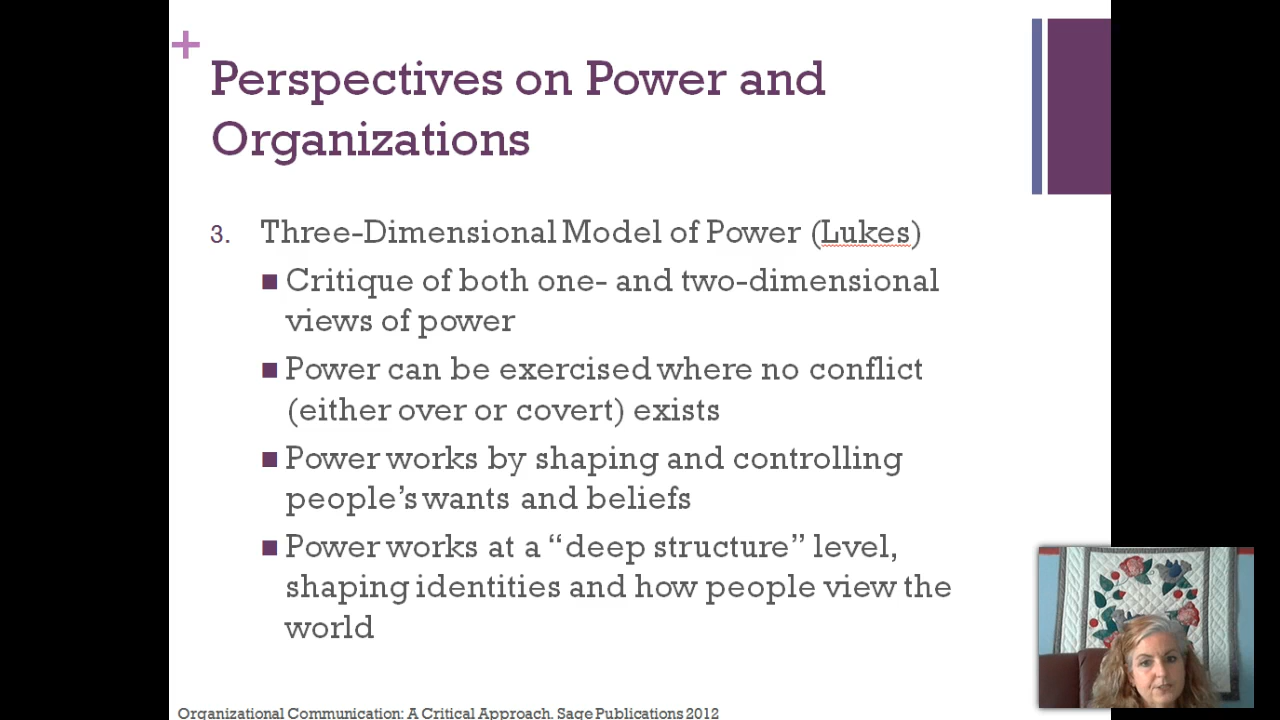 Perspectives on Power and
Organizations
3. Three-Dimensional Model of Power (Lukes)
Critique of both one- and two-dimensional
views of power
Power can be exercised where no conflict
(either over or covert) exists
Power works by shaping and controlling
people's wants and beliefs
Power works at a “deep structure” level,
shaping identities and how people view the
world
Organizational Communication: A Critical Approach. Sage Publications 2012